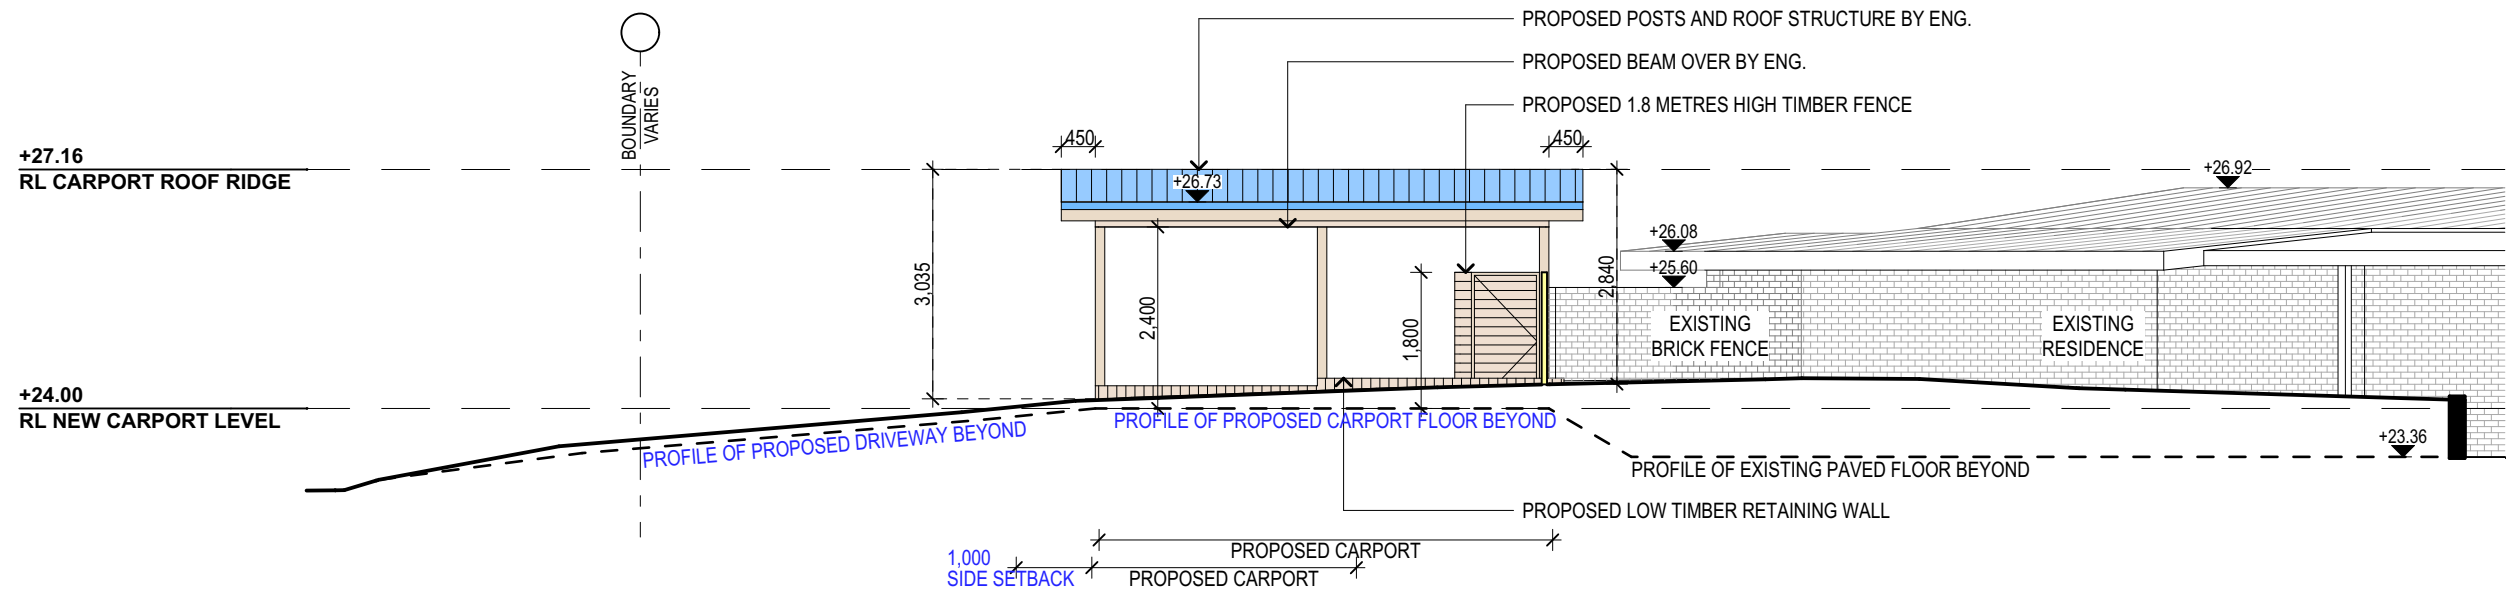 PROPOSED POSTS AND ROOF STRUCTURE BY ENG.
PROPOSED BEAM OVER BY ENG.
PROPOSED 1.8 METRES HIGH TIMBER FENCE
BOUNDARY
VARIES
450
450
+27.16
RL CARPORT ROOF RIDGE
+26.73
+26.92
+26.08
+25.60
3,035
2,400
1,800
2,840
EXISTING
BRICK FENCE
EXISTING
RESIDENCE
+24.00
RL NEW CARPORT LEVEL
PROFILE OF PROPOSED DRIVEWAY BEYOND
PROFILE OF PROPOSED CARPORT FLOOR BEYOND
+23.36
PROFILE OF EXISTING PAVED FLOOR BEYOND
PROPOSED LOW TIMBER RETAINING WALL
PROPOSED CARPORT
1,000
SIDE SETBACK
PROPOSED CARPORT